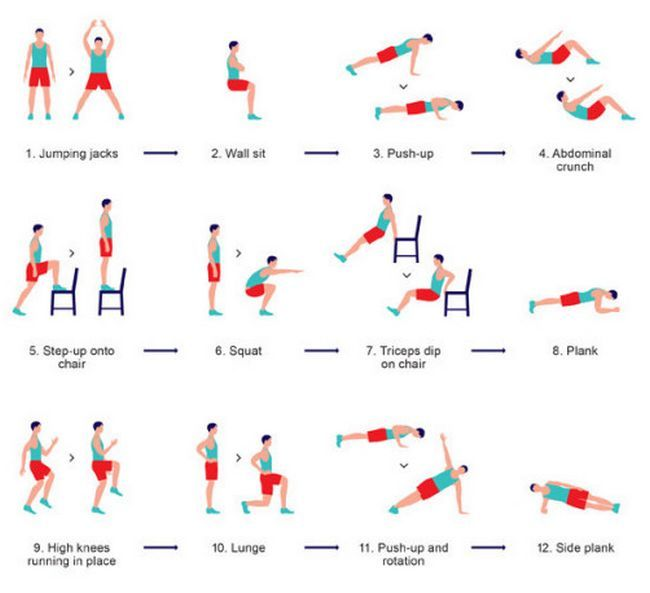 1. Jumping jacks
2. Wall sit
3. Push-up
4. Abdominal
crunch
5. Step-up onto
chair
6. Squat
7. Triceps dip
on chair
8. Plank
9. High knees
running in place
10. Lunge
11. Push-up and
rotation
12. Side plank